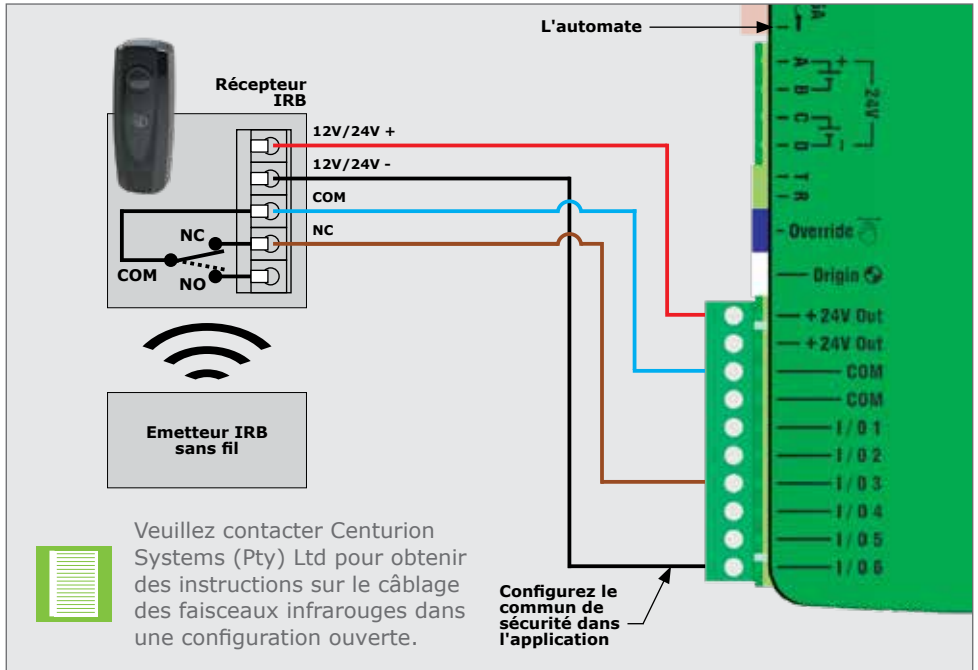 L'automate
Récepteur
IRB
12V/24V +
12V/24V -
COM
NC
NC
COM
NO
Emetteur IRB
sans fil
A
B
C
D
+
-
24V
T
R
Override
Origin
+24V Out
+24V Out
COM
COM
I/O 1
I/O 2
I/O 3
I/O 4
I/O 5
I/O 6
Configurez le
commun de
sécurité dans
l'application
Veuillez contacter Centurion
Systems (Pty) Ltd pour obtenir
des instructions sur le câblage
des faisceaux infrarouges dans
une configuration ouverte.